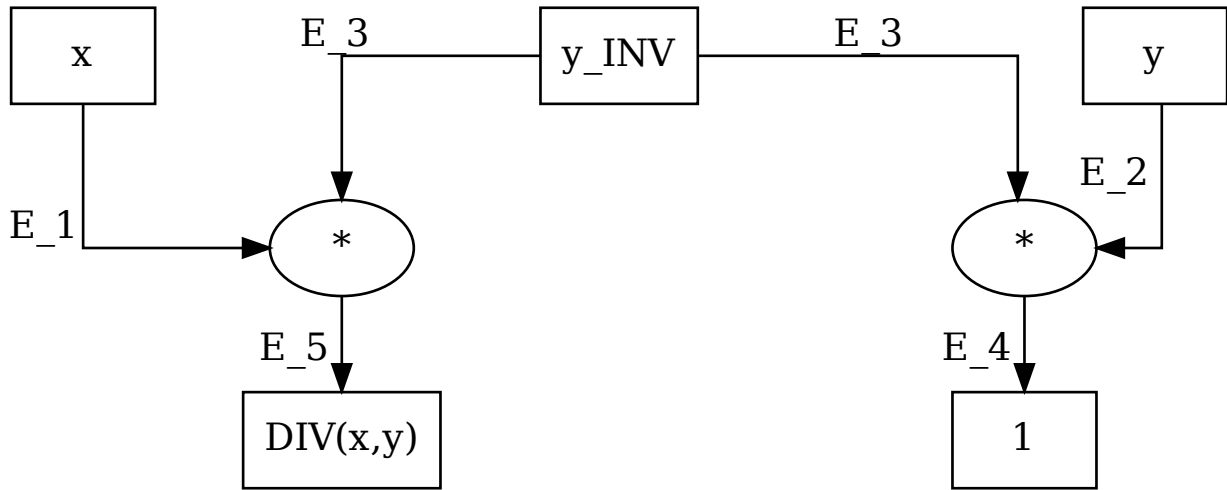 x
E_3
y_INV
E_3
y
E_2
E_1
*
*
E_5
E_4
DIV(x,y)
1